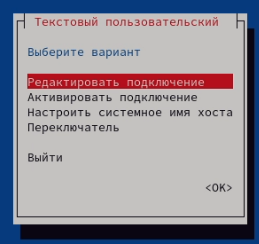 Текстовый пользовательский
Выберите вариант
Редактировать подключение
Активировать подключение
Настроить системное имя хоста
Переключатель
Выйти
<OK>